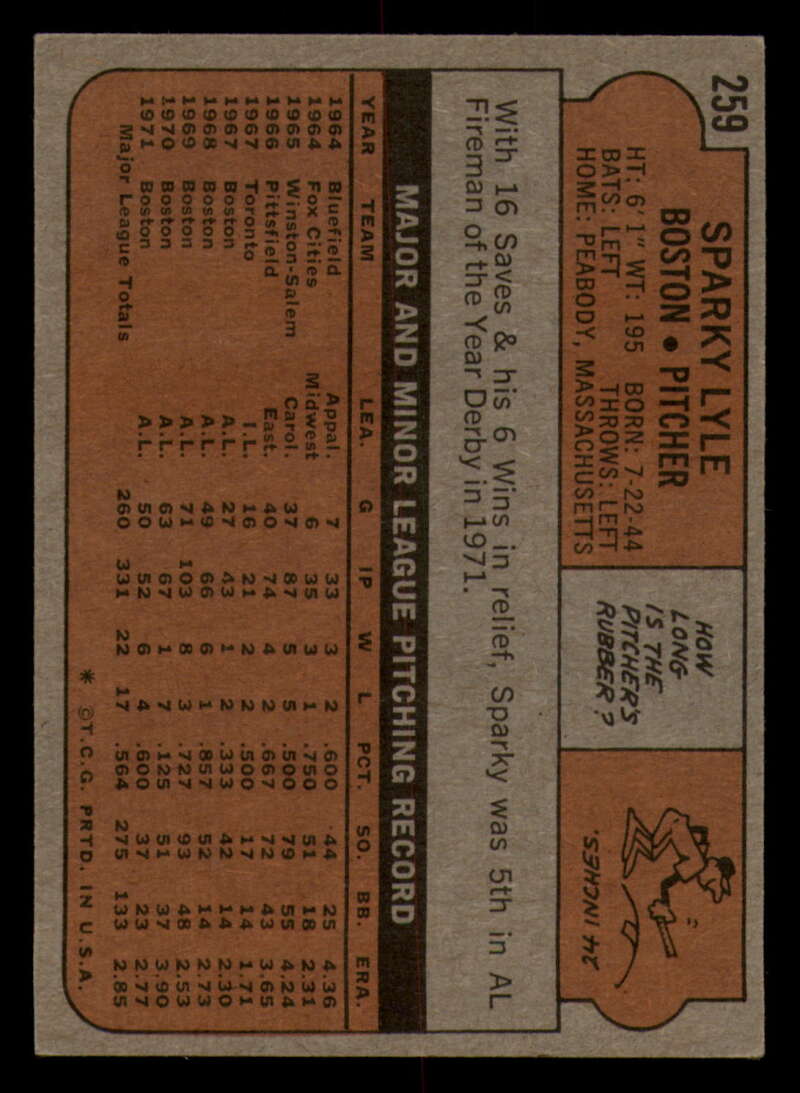 259
SPARKY LYLE
BOSTON • PITCHER
HT: 6'1" WT: 195 BORN: 7-22-44
BATS: LEFT THROWS: LEFT
HOME: PEABODY, MASSACHUSETTS
HOW
LONG
IS THE
PITCHER'S
RUBBER?
24 INCHES.
With 16 Saves & his 6 Wins in relief, Sparky was 5th in AL
Fireman of the Year Derby in 1971.
MAJOR AND MINOR LEAGUE PITCHING RECORD
YEAR TEAM LEA. G IP W L PCT. SO. BB. ERA.
1964 Bluefield Appal. 7 33 3 2 .600 44 25 4.36
1964 Fox Cities Midwest 6 35 3 1 .750 51 18 2.31
1965 Winston-Salem Carol. 37 87 5 5 .500 79 55 4.24
1966 Pittsfield East. 40 74 4 2 .667 72 43 3.65
1967 Toronto I.L. 16 21 2 2 .500 17 14 1.71
1967 Boston A.L. 27 43 1 2 .333 42 14 2.30
1968 Boston A.L. 49 66 6 1 .857 52 14 2.73
1969 Boston A.L. 71 103 8 3 .727 93 48 2.53
1970 Boston A.L. 63 67 1 7 .125 51 37 3.90
1971 Boston A.L. 50 52 6 4 .600 37 23 2.77
Major League Totals 260 331 22 17 .564 275 133 2.85
* ©T.C.G. PRTD. IN U.S.A.